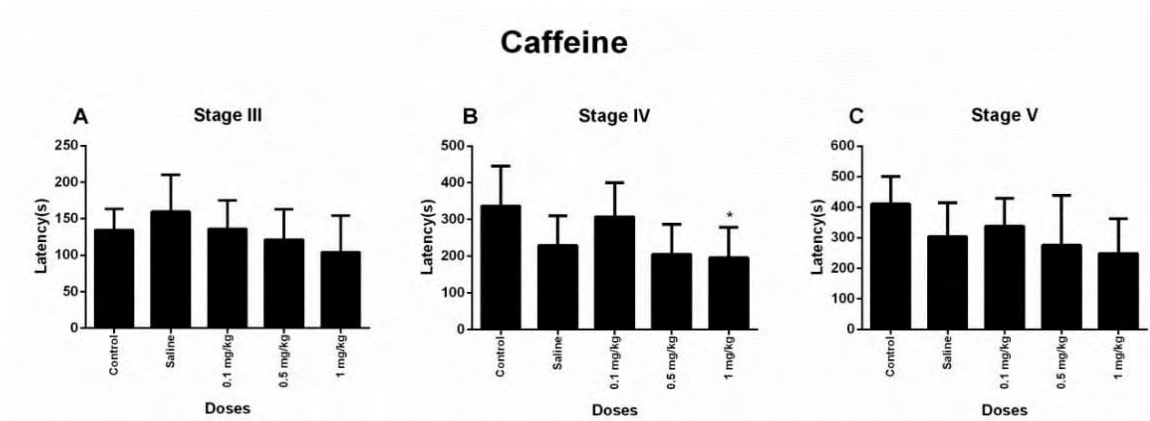 Caffeine
A
Stage III
Latency(s)
250
200
150
100
50
0
Control
Saline
0.1 mg/kg
0.5 mg/kg
1 mg/kg
Doses
B
Stage IV
Latency(s)
500
400
300
200
100
0
*
Control
Saline
0.1 mg/kg
0.5 mg/kg
1 mg/kg
Doses
C
Stage V
Latency(s)
600
500
400
300
200
100
0
Control
Saline
0.1 mg/kg
0.5 mg/kg
1 mg/kg
Doses